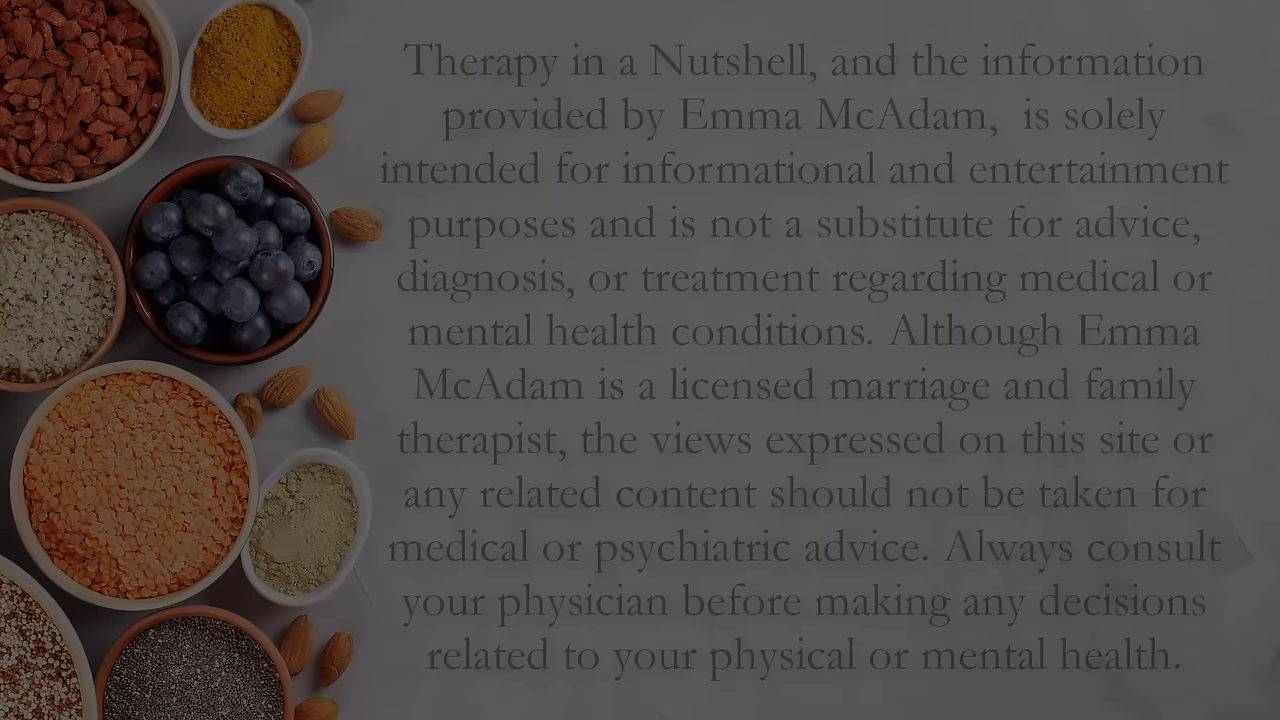 Therapy in a Nutshell, and the information
provided by Emma McAdam,  is solely
intended for informational and entertainment
purposes and is not a substitute for advice,
diagnosis, or treatment regarding medical or
mental health conditions. Although Emma
McAdam is a licensed marriage and family
therapist, the views expressed on this site or
any related content should not be taken for
medical or psychiatric advice. Always consult
your physician before making any decisions
related to your physical or mental health.